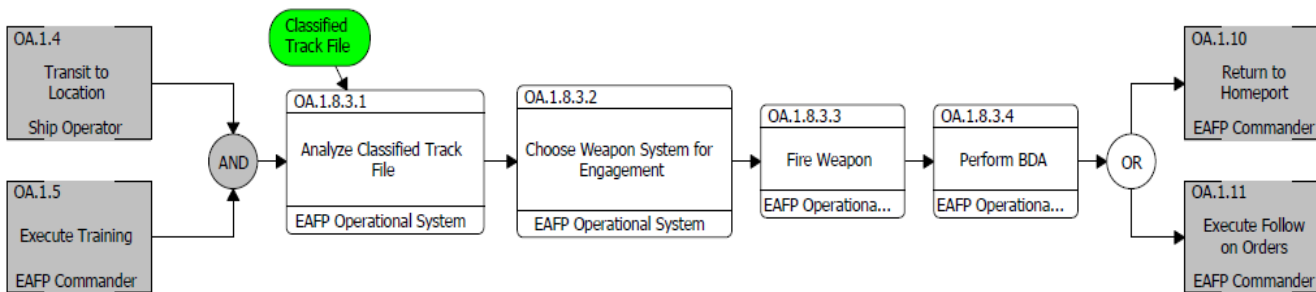 OA.1.4
Transit to
Location
Ship Operator
OA.1.5
Execute Training
EAFP Commander
AND
Classified
Track File
OA.1.8.3.1
Analyze Classified Track
File
EAFP Operational System
OA.1.8.3.2
Choose Weapon System for
Engagement
EAFP Operational System
OA.1.8.3.3
Fire Weapon
EAFP Operationa...
OA.1.8.3.4
Perform BDA
EAFP Operationa...
OR
OA.1.10
Return to
Homeport
EAFP Commander
OA.1.11
Execute Follow
on Orders
EAFP Commander